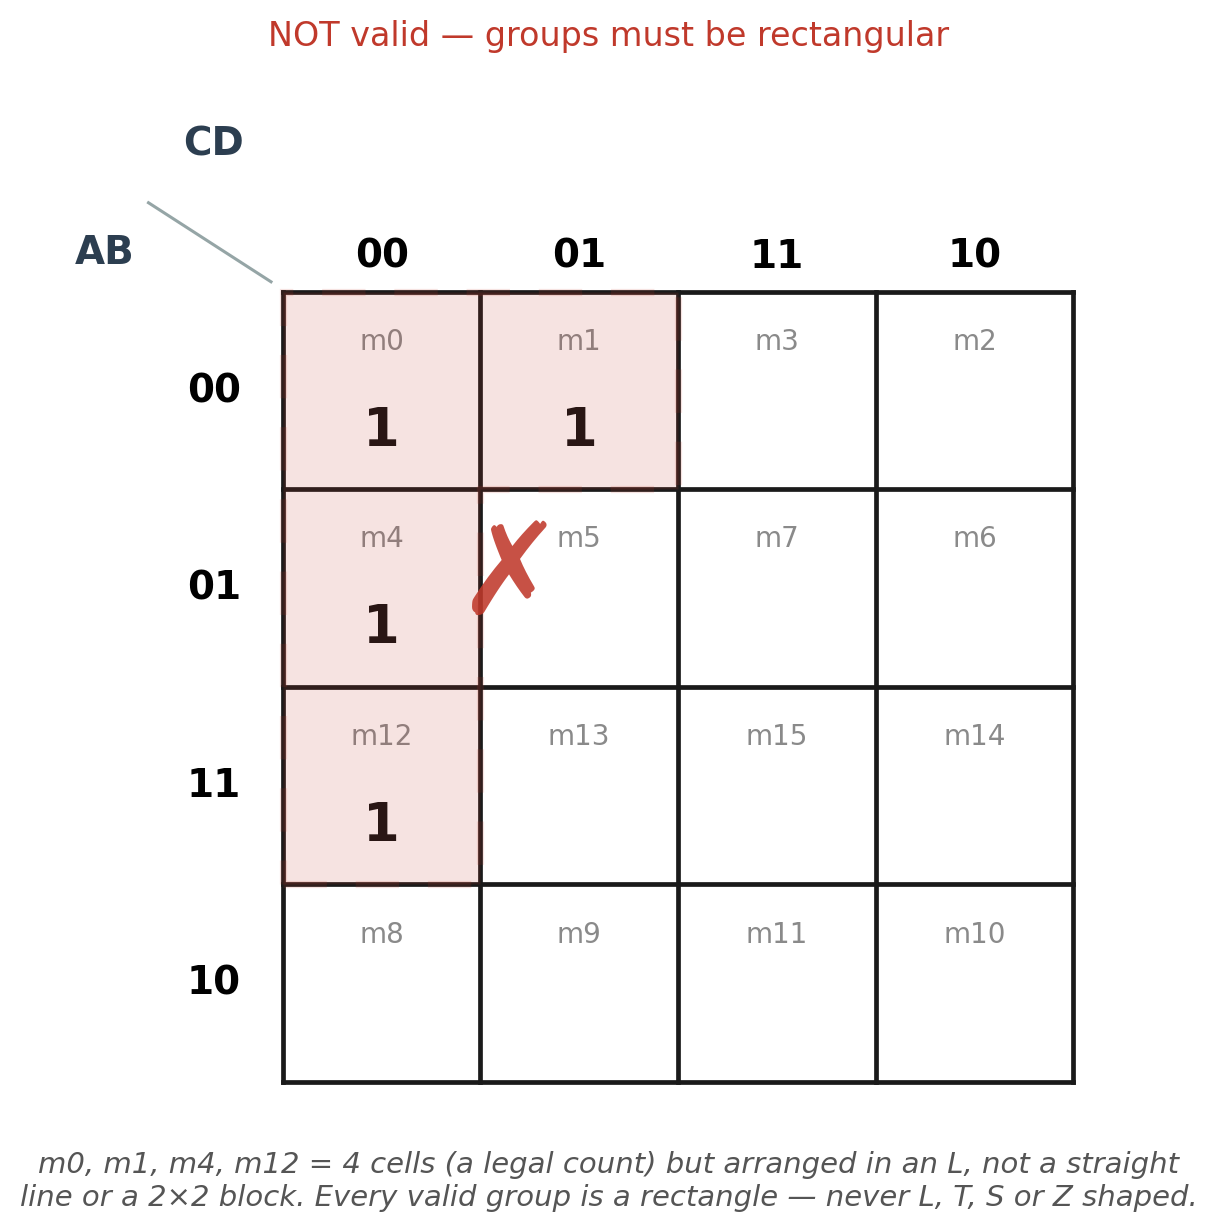 NOT valid — groups must be rectangular
CD
AB
00 01 11 10
m0 m1 m3 m2
00
1 1
m4 ✗ m5 m7 m6
01
1
m12 m13 m15 m14
11
1
m8 m9 m11 m10
10
m0, m1, m4, m12 = 4 cells (a legal count) but arranged in an L, not a straight
line or a 2×2 block. Every valid group is a rectangle — never L, T, S or Z shaped.